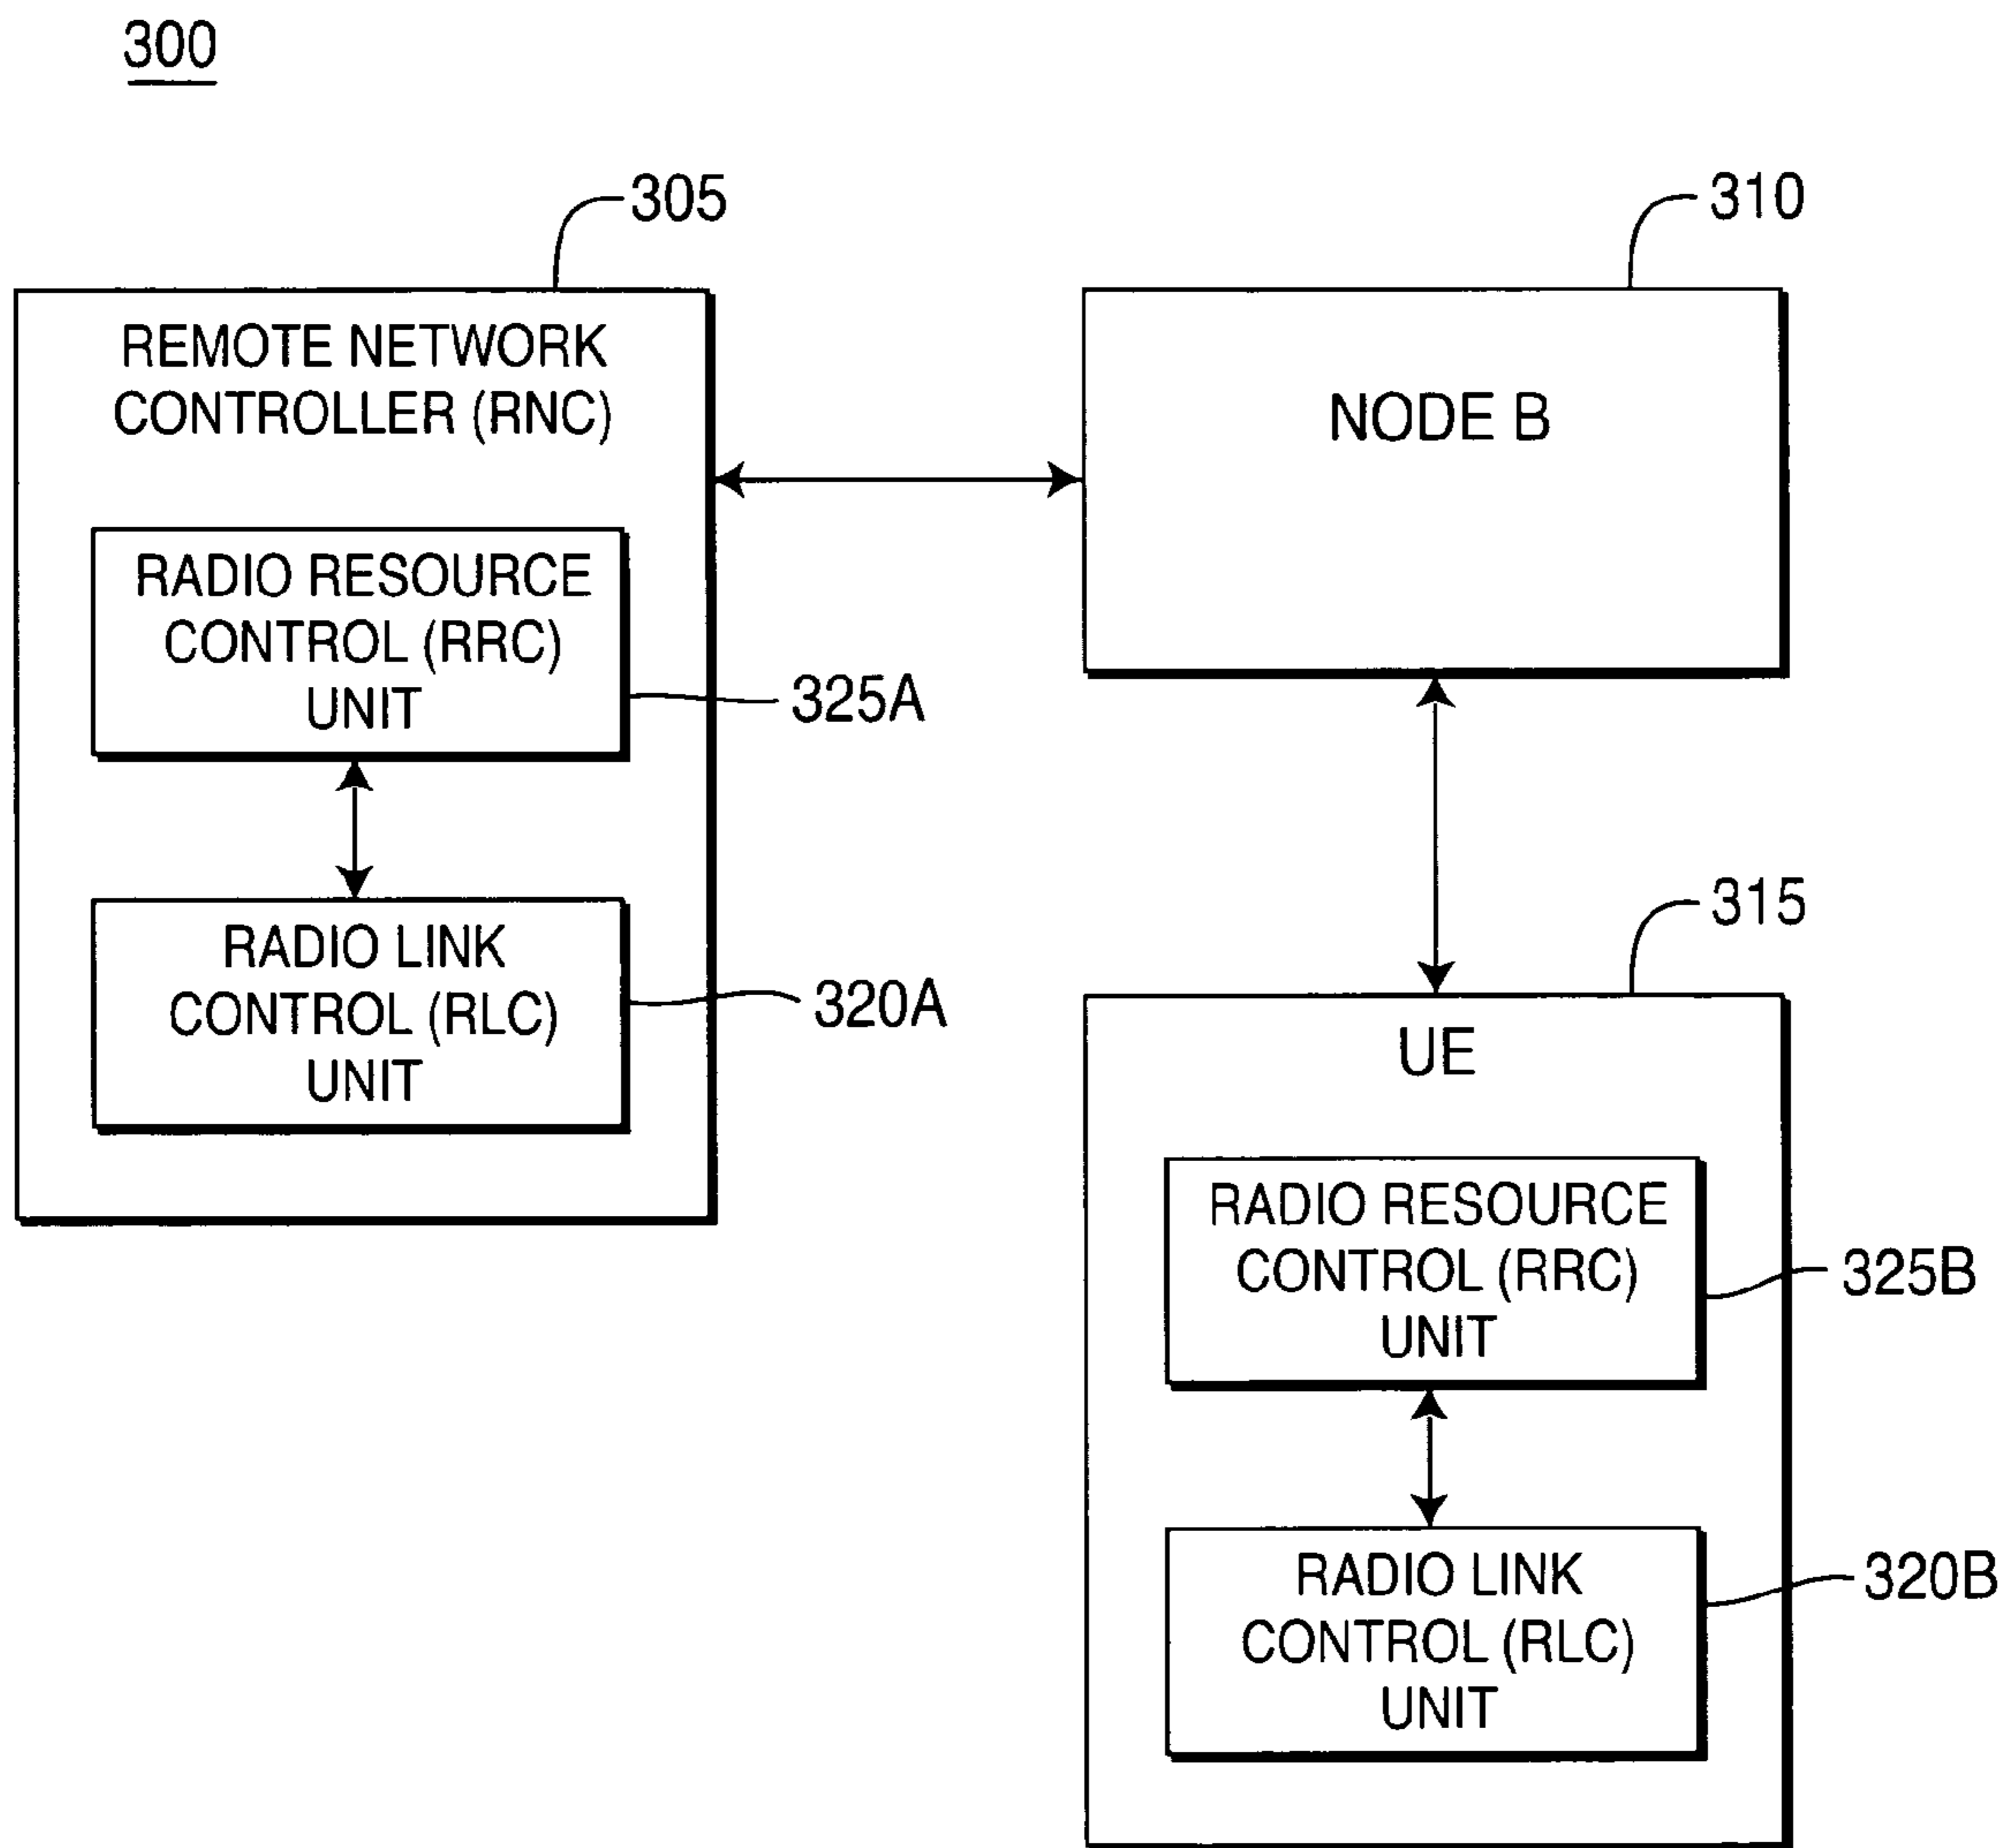 300
305
REMOTE NETWORK
CONTROLLER (RNC)
RADIO RESOURCE
CONTROL (RRC)
UNIT
325A
RADIO LINK
CONTROL (RLC)
UNIT
320A
310
NODE B
315
UE
RADIO RESOURCE
CONTROL (RRC)
UNIT
325B
RADIO LINK
CONTROL (RLC)
UNIT
320B